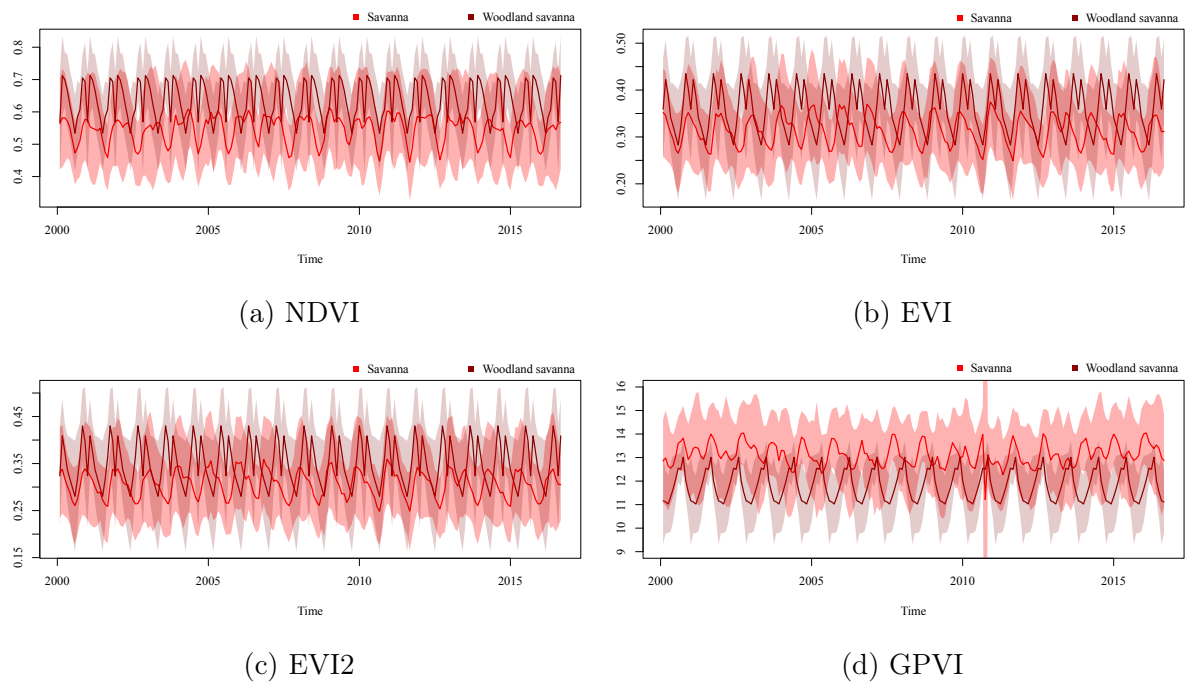 Savanna Woodland savanna
0.8
0.7
0.6
0.5
0.4
2000 2005 2010 2015
Time
(a) NDVI
Savanna Woodland savanna
0.50
0.40
0.30
0.20
2000 2005 2010 2015
Time
(b) EVI
Savanna Woodland savanna
0.45
0.35
0.25
0.15
2000 2005 2010 2015
Time
(c) EVI2
Savanna Woodland savanna
16
15
14
13
12
11
10
9
2000 2005 2010 2015
Time
(d) GPVI